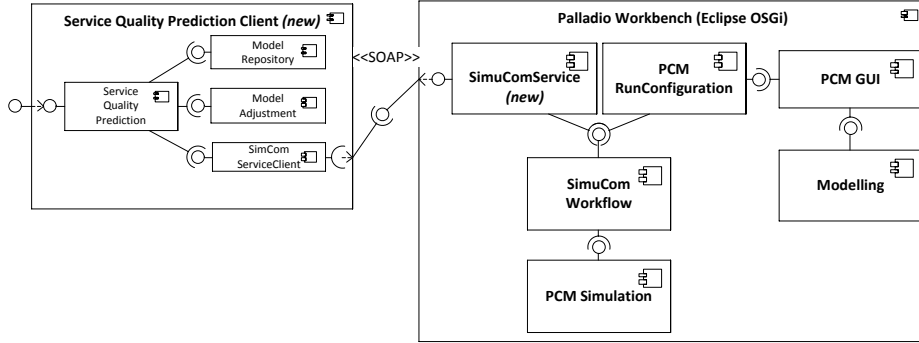 Service Quality Prediction Client (new)
Model
Repository
Service
Quality
Prediction
Model
Adjustment
SimCom
ServiceClient
<<SOAP>>
Palladio Workbench (Eclipse OSGi)
SimuComService
(new)
PCM
RunConfiguration
PCM GUI
SimuCom
Workflow
Modelling
PCM Simulation